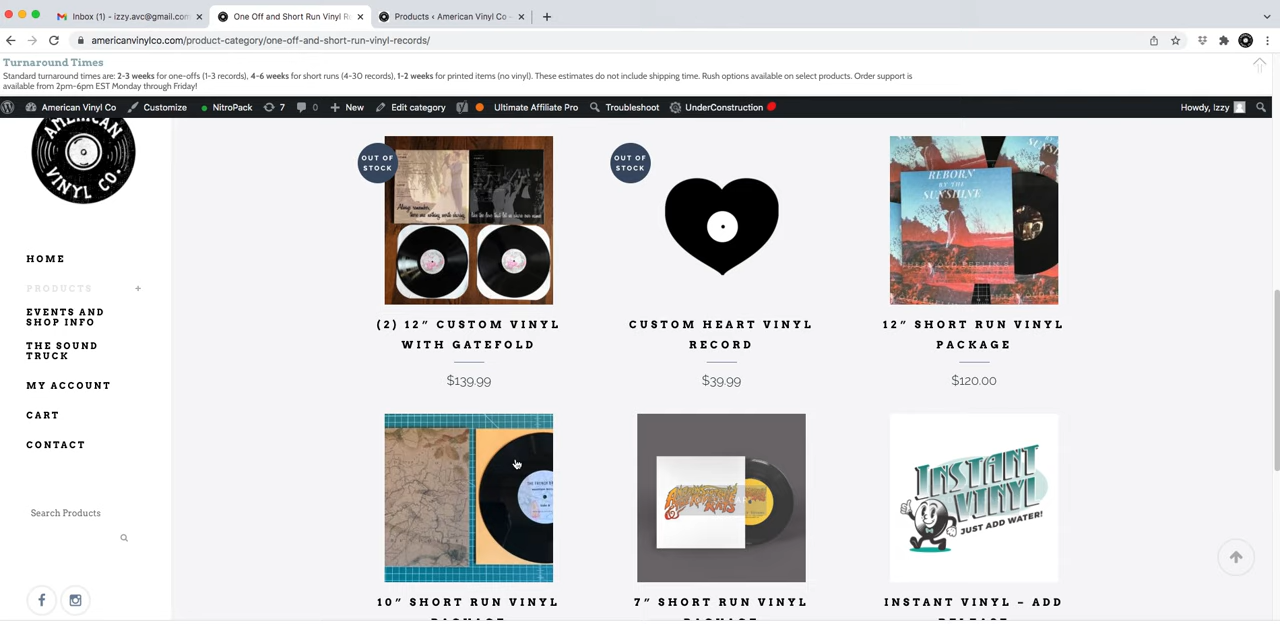 Inbox (1) - izzy.avc@gmail.com
One Off and Short Run Vinyl R
Products ‹ American Vinyl Co —
americanvinylco.com/product-category/one-off-and-short-run-vinyl-records/
Turnaround Times
Standard turnaround times are: 2-3 weeks for one-offs (1-3 records), 4-6 weeks for short runs (4-30 records), 1-2 weeks for printed items (no vinyl). These estimates do not include shipping time. Rush options available on select products. Order support is
available from 2pm-6pm EST Monday through Friday!
American Vinyl Co Customize NitroPack 7 0 New Edit category Ultimate Affiliate Pro Troubleshoot UnderConstruction Howdy, Izzy
AMERICAN
VINYL CO.
HOME
PRODUCTS +
EVENTS AND
SHOP INFO
THE SOUND
TRUCK
MY ACCOUNT
CART
CONTACT
Search Products
OUT OF
STOCK
(2) 12″ CUSTOM VINYL
WITH GATEFOLD
$139.99
OUT OF
STOCK
CUSTOM HEART VINYL
RECORD
$39.99
REBORN
BY THE
SUNSHINE
12″ SHORT RUN VINYL
PACKAGE
$120.00
10″ SHORT RUN VINYL
PACKAGE
7″ SHORT RUN VINYL
PACKAGE
INSTANT
VINYL
JUST ADD WATER!
INSTANT VINYL – ADD
RELEASE